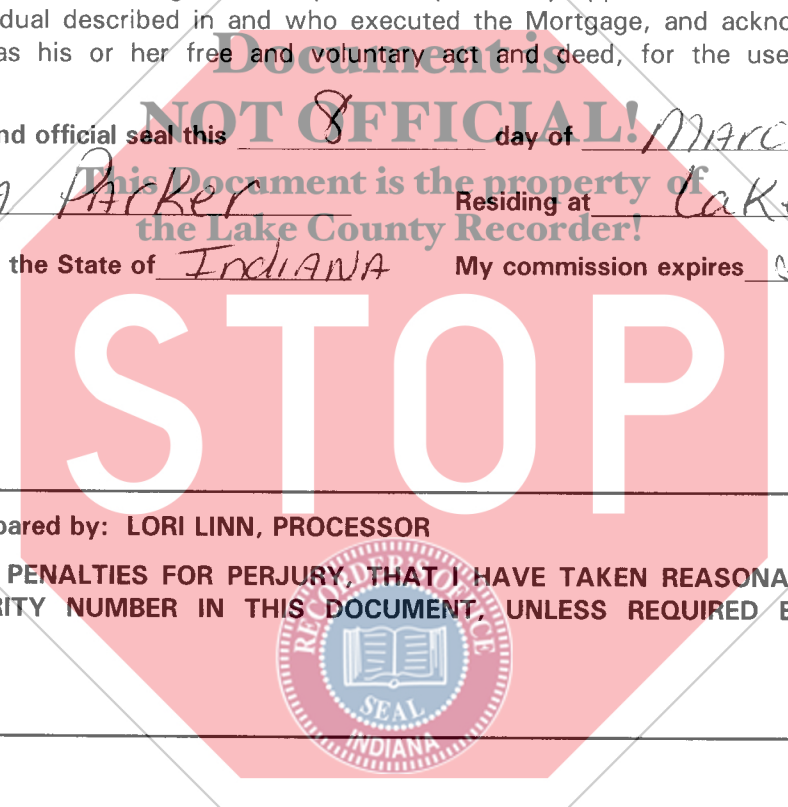 dual described in and who executed the Mortgage, and ackno
as his or her free and voluntary act and deed, for the use
Document is
NOT OFFICIAL!
nd official seal this 8 day of Marc
This Document is the property of
Parker Residing at Lak
the Lake County Recorder!
the State of Indiana My commission expires
STOP
pared by: LORI LINN, PROCESSOR
PENALTIES FOR PERJURY, THAT I HAVE TAKEN REASONA
RITY NUMBER IN THIS DOCUMENT, UNLESS REQUIRED B
RECORDER'S OFFICE
SEAL
INDIANA